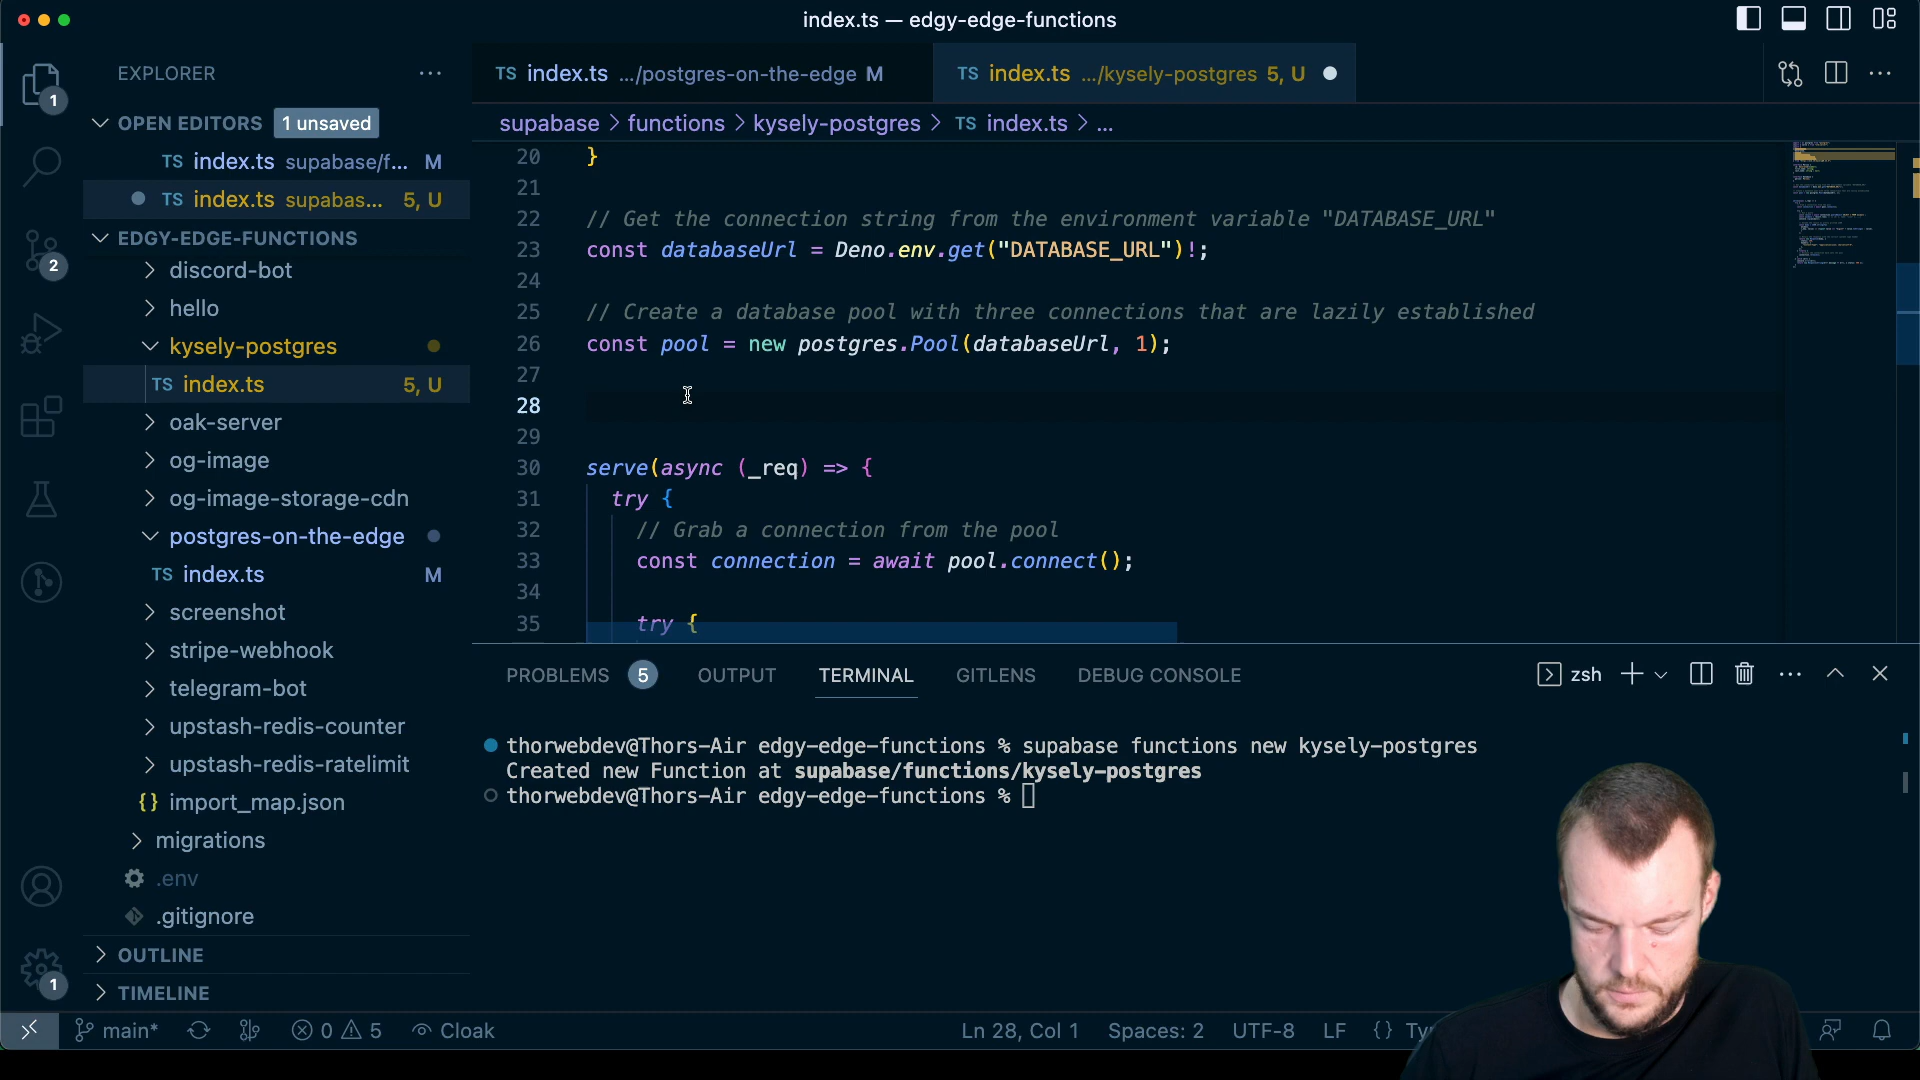 index.ts — edgy-edge-functions
EXPLORER
1
OPEN EDITORS 1 unsaved
TS index.ts supabase/f... M
TS index.ts supabas... 5, U
EDGY-EDGE-FUNCTIONS
2
discord-bot
hello
kysely-postgres
TS index.ts 5, U
oak-server
og-image
og-image-storage-cdn
postgres-on-the-edge
TS index.ts M
screenshot
stripe-webhook
telegram-bot
upstash-redis-counter
upstash-redis-ratelimit
{} import_map.json
migrations
.env
.gitignore
OUTLINE
1
TIMELINE
TS index.ts .../postgres-on-the-edge M
TS index.ts .../kysely-postgres 5, U
supabase > functions > kysely-postgres > TS index.ts > ...
20 }
21
22 // Get the connection string from the environment variable "DATABASE_URL"
23 const databaseUrl = Deno.env.get("DATABASE_URL")!;
24
25 // Create a database pool with three connections that are lazily established
26 const pool = new postgres.Pool(databaseUrl, 1);
27
28
29
30 serve(async (_req) => {
31 try {
32 // Grab a connection from the pool
33 const connection = await pool.connect();
34
35 try {
PROBLEMS 5 OUTPUT TERMINAL GITLENS DEBUG CONSOLE
zsh
thorwebdev@Thors-Air edgy-edge-functions % supabase functions new kysely-postgres
Created new Function at supabase/functions/kysely-postgres
thorwebdev@Thors-Air edgy-edge-functions %
main* 0 5 Cloak
Ln 28, Col 1 Spaces: 2 UTF-8 LF {}